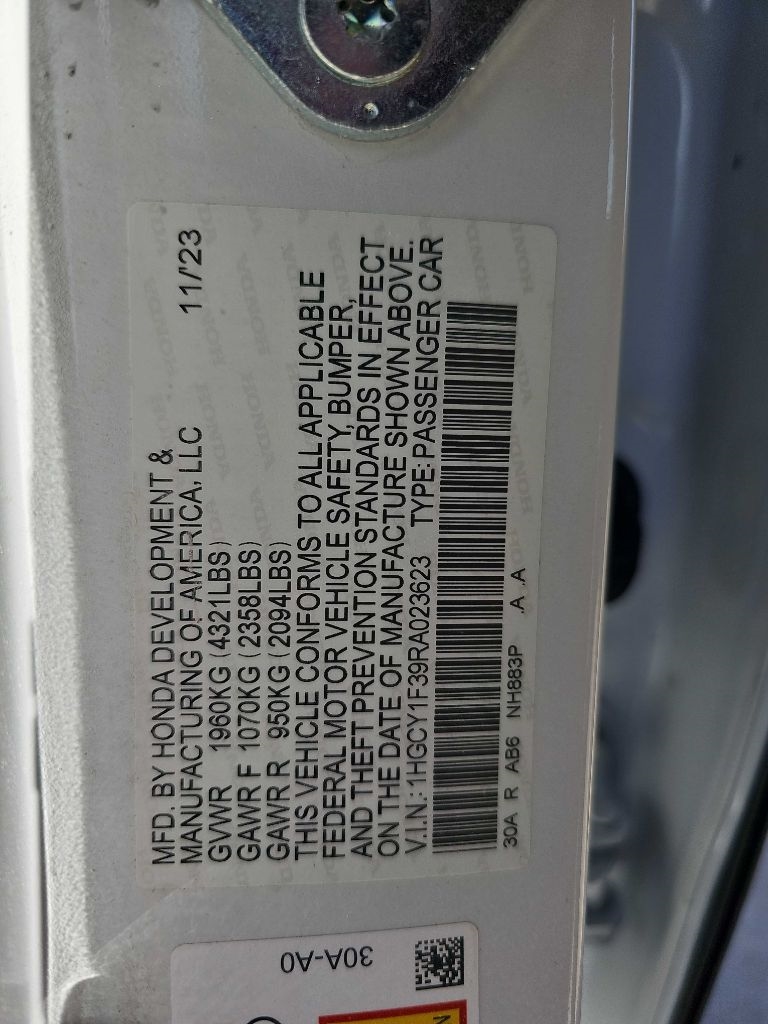 MFD. BY HONDA DEVELOPMENT &
MANUFACTURING OF AMERICA, LLC 11/'23
GVWR 1960KG (4321LBS)
GAWR F 1070KG (2358LBS)
GAWR R 950KG (2094LBS)
THIS VEHICLE CONFORMS TO ALL APPLICABLE
FEDERAL MOTOR VEHICLE SAFETY, BUMPER,
AND THEFT PREVENTION STANDARDS IN EFFECT
ON THE DATE OF MANUFACTURE SHOWN ABOVE.
V.I.N.: 1HGCY1F39RA023623 TYPE: PASSENGER CAR
30A R AB6 NH883P .A .A
30A-A0